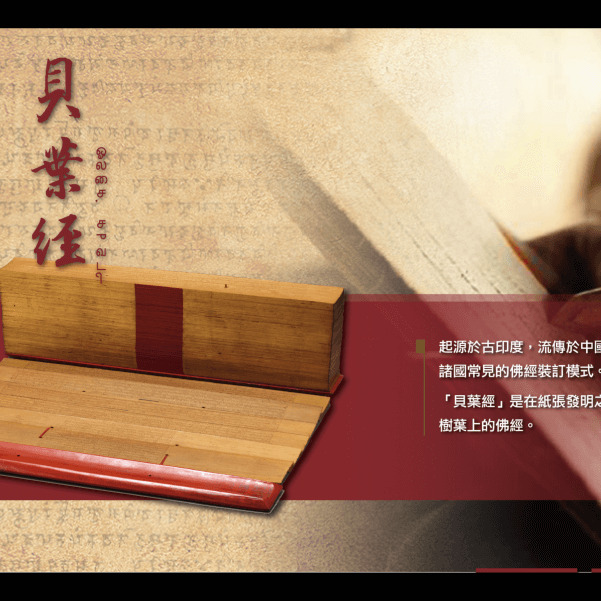 貝葉經
ஓலைச் சுவடி
起源於古印度，流傳於中國
諸國常見的佛經裝訂模式。
「貝葉經」是在紙張發明之
樹葉上的佛經。